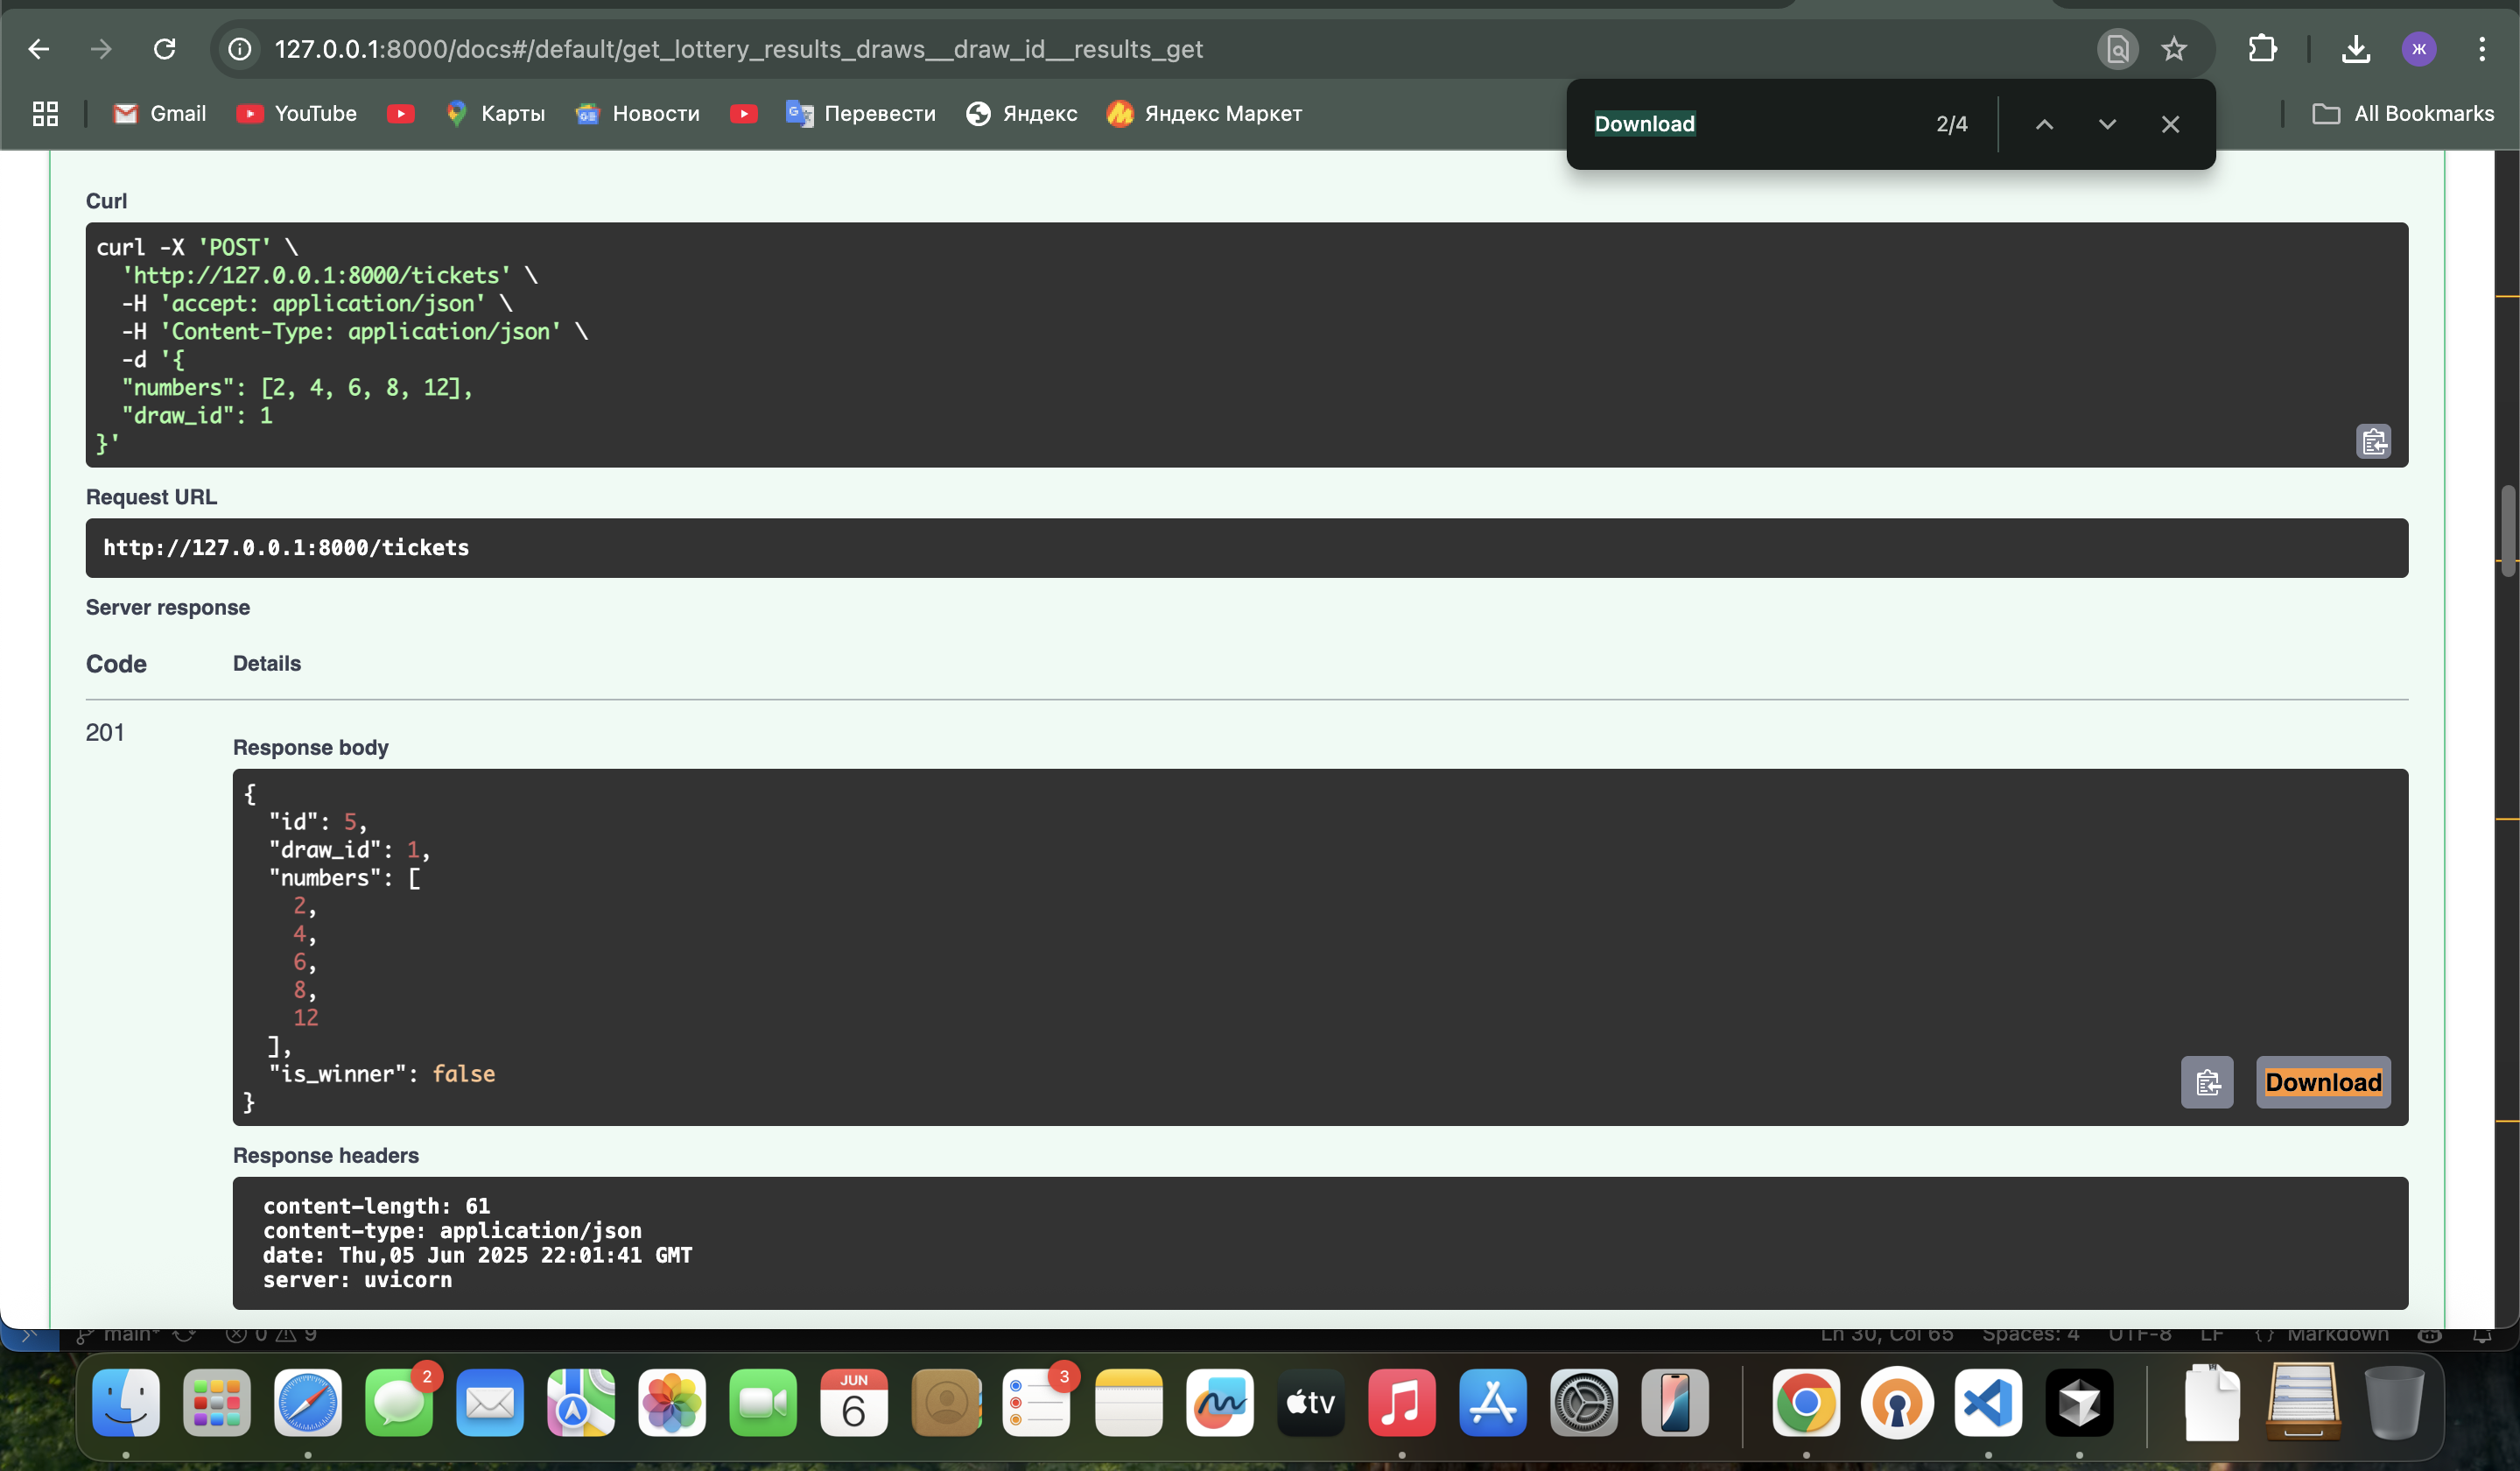 127.0.0.1:8000/docs#/default/get_lottery_results_draws__draw_id__results_get
ж
Gmail
YouTube
Карты
Новости
Перевести
Яндекс
Яндекс Маркет
All Bookmarks
Download
2/4
Curl
curl -X 'POST' \
'http://127.0.0.1:8000/tickets' \
-H 'accept: application/json' \
-H 'Content-Type: application/json' \
-d '{
"numbers": [2, 4, 6, 8, 12],
"draw_id": 1
}'
Request URL
http://127.0.0.1:8000/tickets
Server response
Code Details
201
Response body
{
"id": 5,
"draw_id": 1,
"numbers": [
2,
4,
6,
8,
12
],
"is_winner": false
}
Download
Response headers
content-length: 61
content-type: application/json
date: Thu,05 Jun 2025 22:01:41 GMT
server: uvicorn
main* 0 9 Ln 30, Col 65 Spaces: 4 UTF-8 LF {} Markdown
2
JUN
6
3
tv